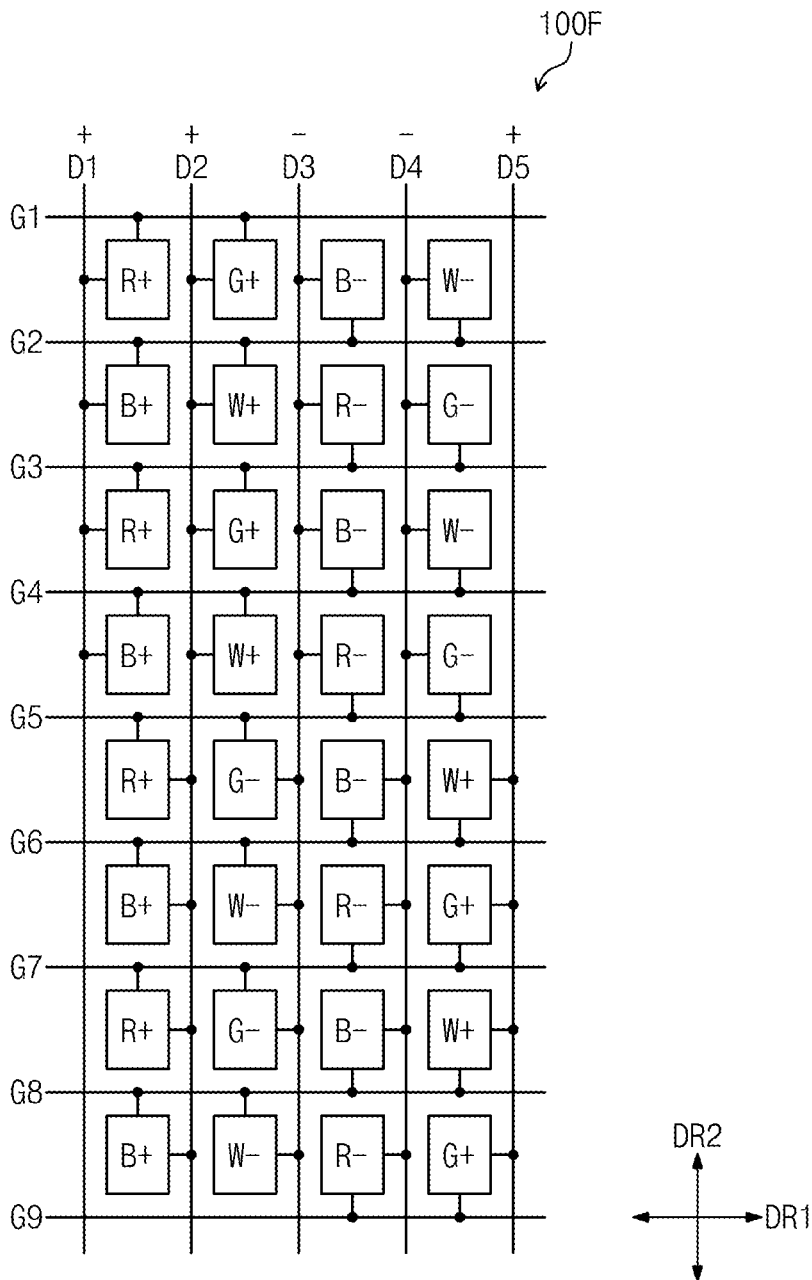 100F
+ + - - +
D1 D2 D3 D4 D5
G1
R+ G+ B- W-
G2
B+ W+ R- G-
G3
R+ G+ B- W-
G4
B+ W+ R- G-
G5
R+ G- B- W+
G6
B+ W- R- G+
G7
R+ G- B- W+
G8
B+ W- R- G+
G9
DR2
DR1